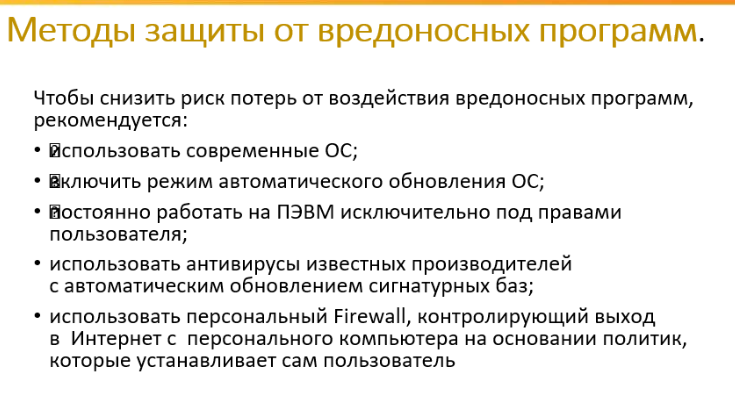 Методы защиты от вредоносных программ.
Чтобы снизить риск потерь от воздействия вредоносных программ,
рекомендуется:
• использовать современные ОС;
• включить режим автоматического обновления ОС;
• постоянно работать на ПЭВМ исключительно под правами
пользователя;
• использовать антивирусы известных производителей
с автоматическим обновлением сигнатурных баз;
• использовать персональный Firewall, контролирующий выход
в Интернет с персонального компьютера на основании политик,
которые устанавливает сам пользователь